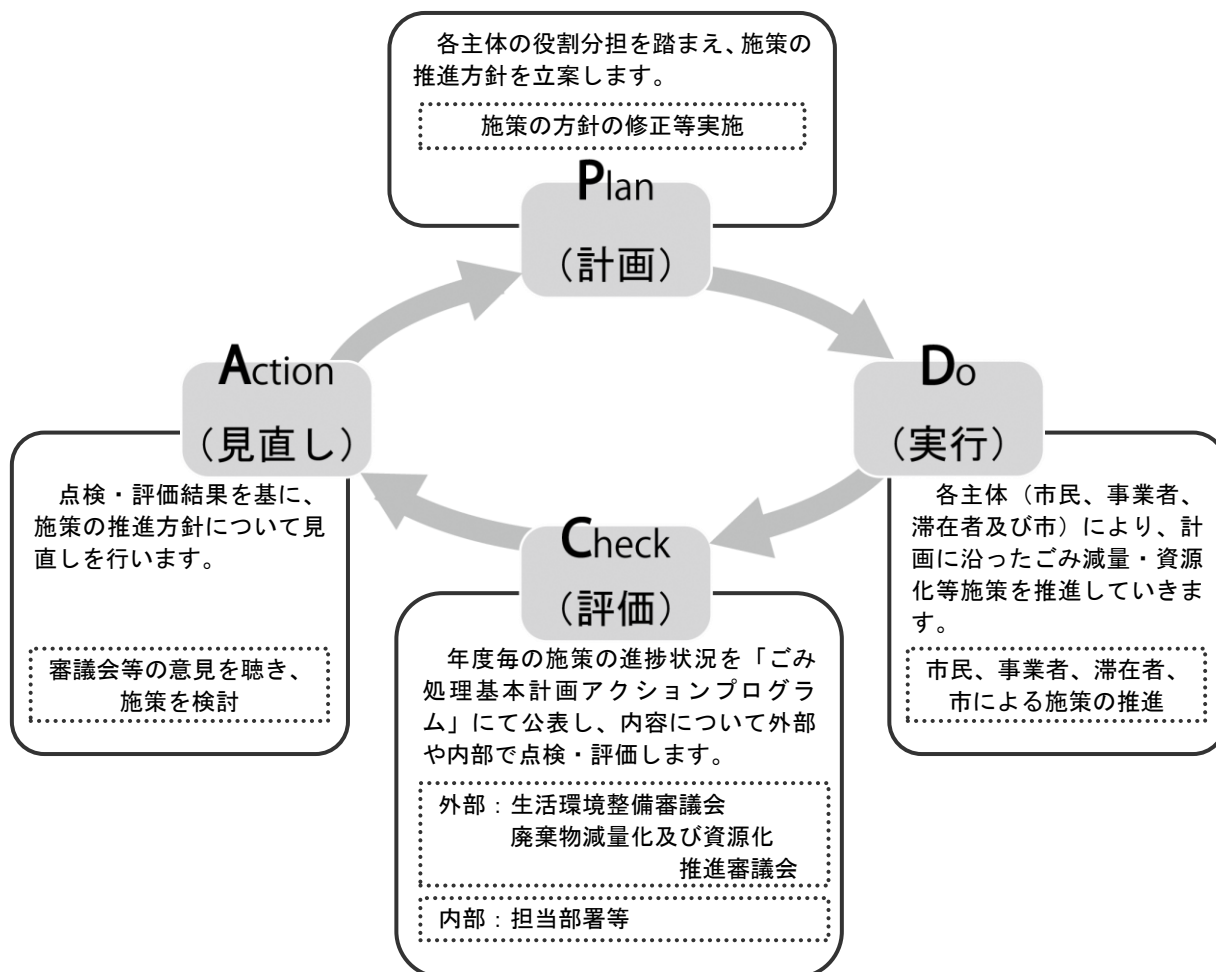 各主体の役割分担を踏まえ、施策の
推進方針を立案します。
施策の方針の修正等実施
Plan
（計画）
Do
（実行）
各主体（市民、事業者、
滞在者及び市）により、計
画に沿ったごみ減量・資源
化等施策を推進していきま
す。
市民、事業者、滞在者、
市による施策の推進
Check
（評価）
年度毎の施策の進捗状況を「ごみ
処理基本計画アクションプログラ
ム」にて公表し、内容について外部
や内部で点検・評価します。
外部：生活環境整備審議会
廃棄物減量化及び資源化
推進審議会
内部：担当部署等
Action
（見直し）
点検・評価結果を基に、
施策の推進方針について見
直しを行います。
審議会等の意見を聴き、
施策を検討